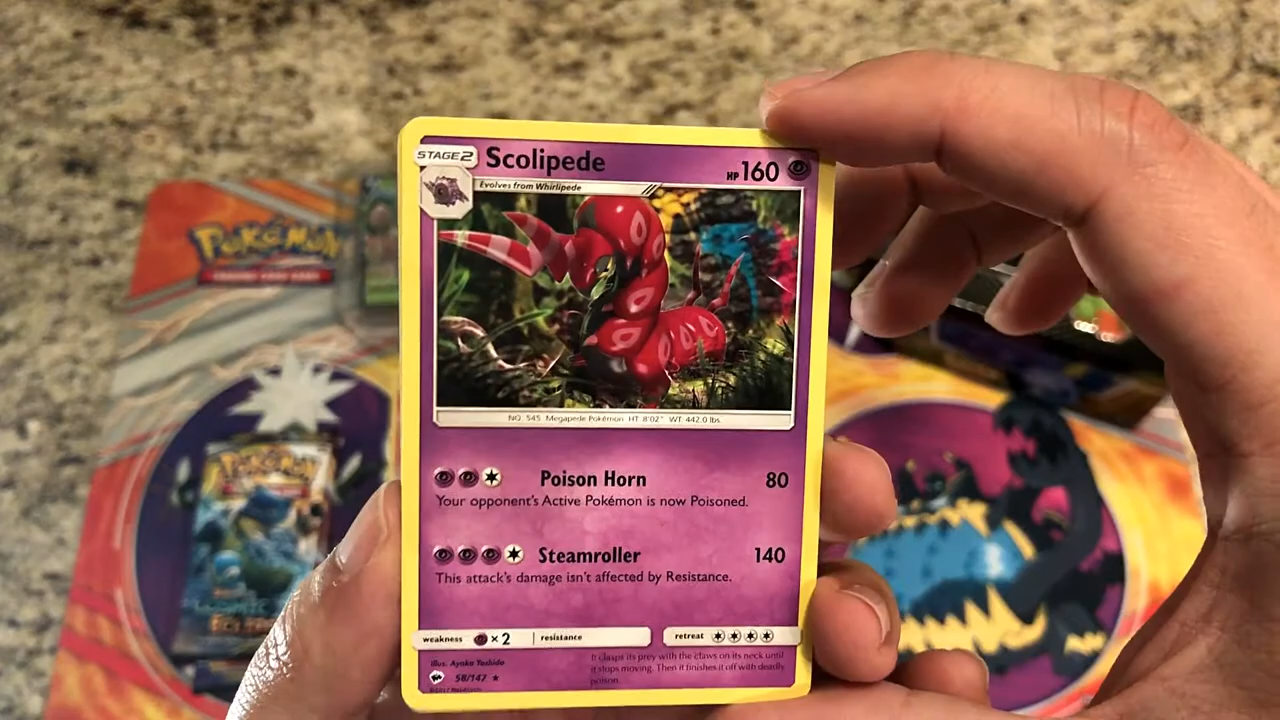 STAGE2 Scolipede HP 160
Evolves from Whirlipede
Pokémon
NO. 545 Megapede Pokémon HT: 8'02" WT: 442.0 lbs.
Poison Horn 80
Your opponent's Active Pokémon is now Poisoned.
Pokémon
Steamroller 140
This attack's damage isn't affected by Resistance.
weakness ×2 resistance retreat
Illus. Ayaka Yoshida
It clasps its prey with the claws on its neck until
it stops moving. Then it finishes it off with deadly
poison.
58/147